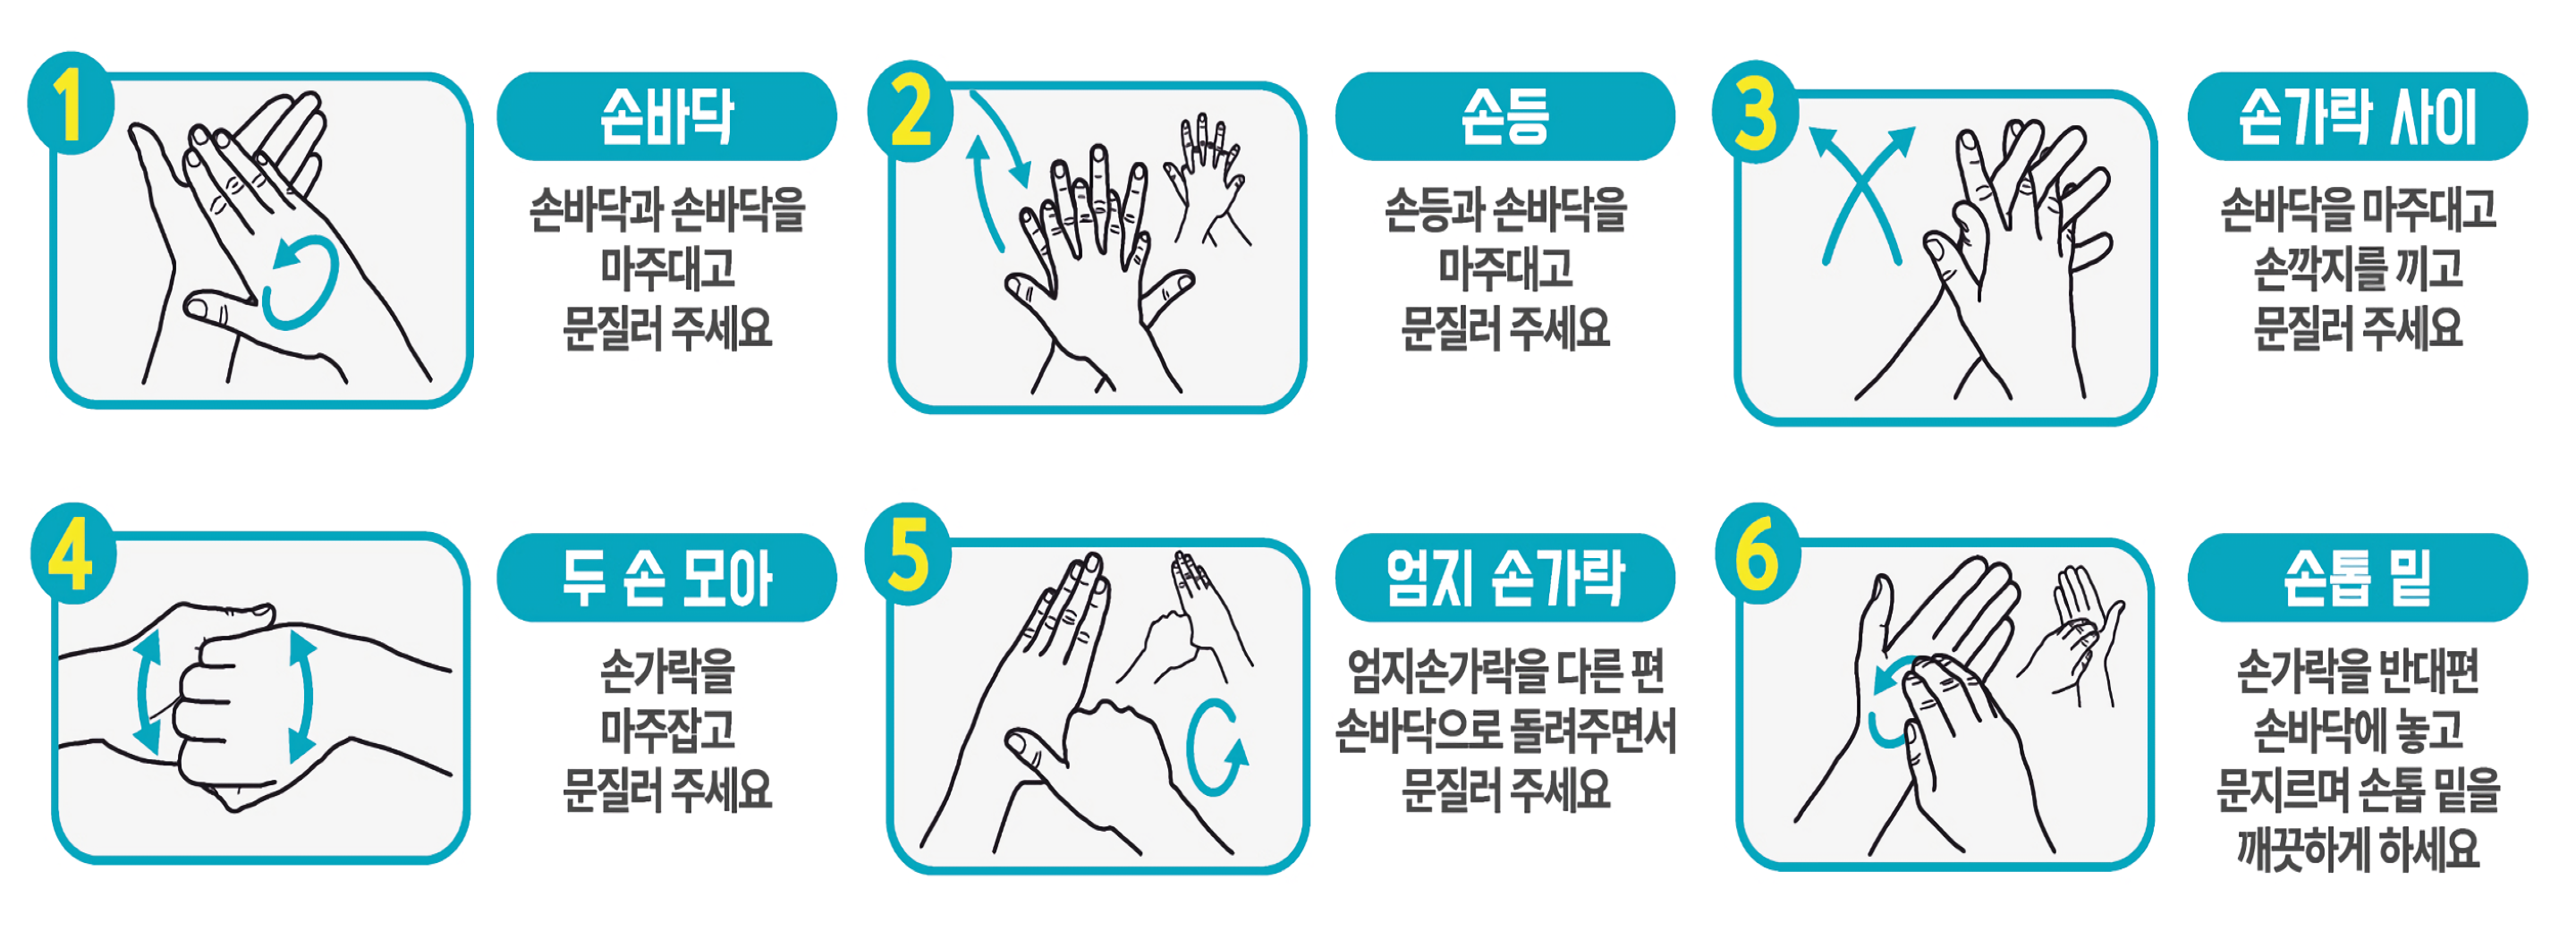 1
손바닥
손바닥과 손바닥을
마주대고
문질러 주세요
2
손등
손등과 손바닥을
마주대고
문질러 주세요
3
손가락 사이
손바닥을 마주대고
손깍지를 끼고
문질러 주세요
4
두 손 모아
손가락을
마주잡고
문질러 주세요
5
엄지 손가락
엄지손가락을 다른 편
손바닥으로 돌려주면서
문질러 주세요
6
손톱 밑
손가락을 반대편
손바닥에 놓고
문지르며 손톱 밑을
깨끗하게 하세요